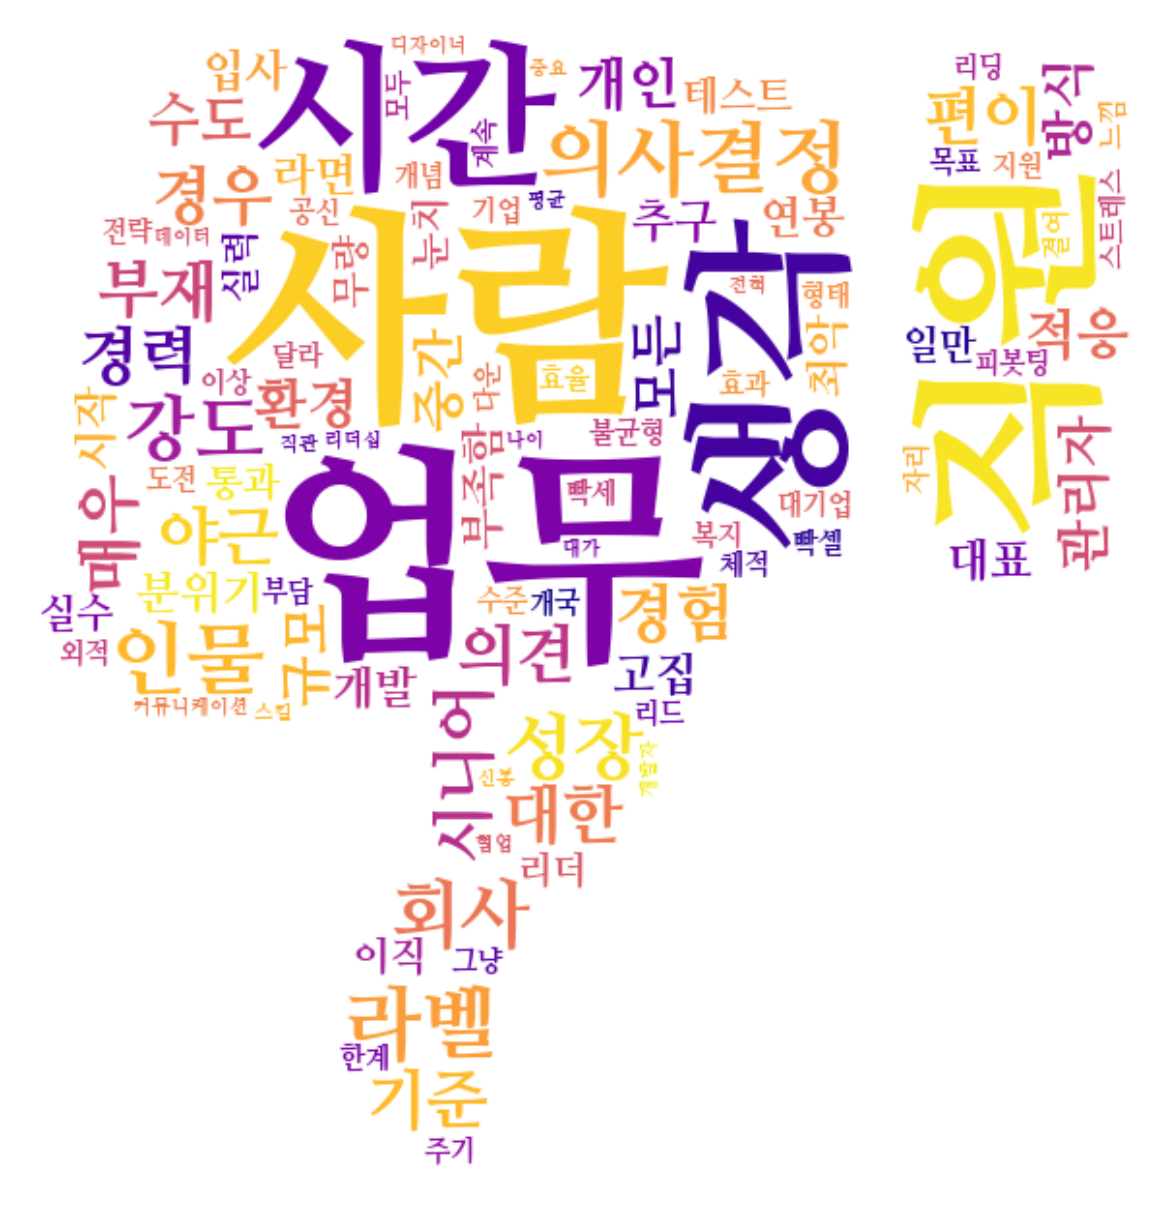 디자이너
입사
시간
모두
중요
개인
테스트
수도
계속
의사결정
경우
라면
개념
공신
기업
평균
추구
연봉
전략
데이터
실력
무량
눈치
사람
생각
전혀
형태
부재
경력
달라
중간
모든
최악
이상
환경
다운
효율
효과
시작
강도
직관
리더십
나이
불균형
부족함
도전
통과
업무
빡세
대기업
매우
야근
대가
복지
체적
빡셀
분위기
부담
수준
개국
경험
실수
외적
인물
규모
개발
의견
고집
커뮤니케이션
스킬
리드
시니어
성장
개발자
신봉
대한
협업
리더
회사
이직
그냥
라벨
한계
기준
주기
리딩
편이
방식
느낌
목표
지원
직원
결여
스트레스
일만
피봇팅
적응
자리
관리자
대표